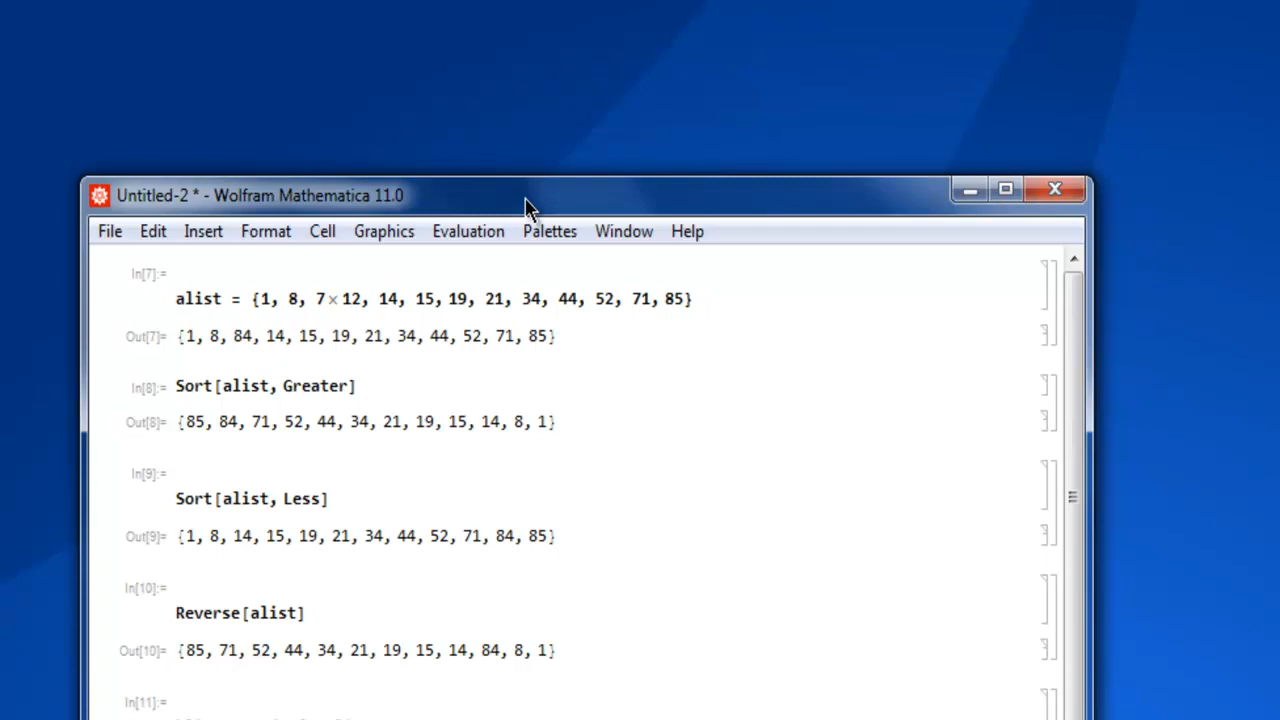 Untitled-2 * - Wolfram Mathematica 11.0
File Edit Insert Format Cell Graphics Evaluation Palettes Window Help
In[7]:=
alist = {1, 8, 7×12, 14, 15, 19, 21, 34, 44, 52, 71, 85}
Out[7]= {1, 8, 84, 14, 15, 19, 21, 34, 44, 52, 71, 85}
In[8]:= Sort[alist, Greater]
Out[8]= {85, 84, 71, 52, 44, 34, 21, 19, 15, 14, 8, 1}
In[9]:=
Sort[alist, Less]
Out[9]= {1, 8, 14, 15, 19, 21, 34, 44, 52, 71, 84, 85}
In[10]:=
Reverse[alist]
Out[10]= {85, 71, 52, 44, 34, 21, 19, 15, 14, 84, 8, 1}
In[11]:=